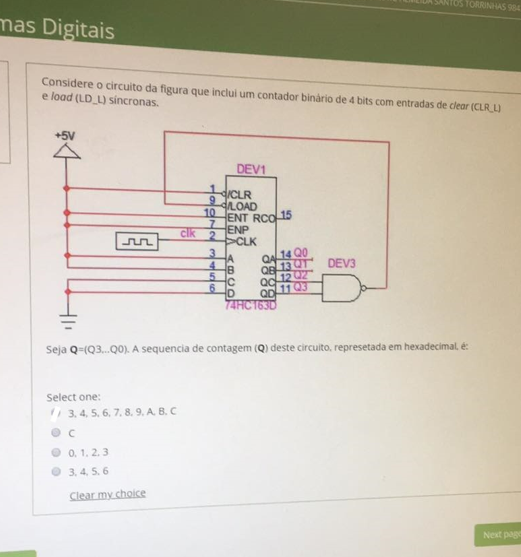 SANTOS TORRINHAS 984
mas Digitais
Considere o circuito da figura que inclui um contador binário de 4 bits com entradas de clear (CLR_L)
e load (LD_L) síncronas.
+5V
DEV1
1 /CLR
9 /LOAD
10 ENT RCO 15
7 ENP
clk 2 >CLK
3 A QA 14 Q0
4 B QB 13 Q1 DEV3
5 C QC 12 Q2
6 D QD 11 Q3
74HC163D
Seja Q=(Q3...Q0). A sequencia de contagem (Q) deste circuito, represetada em hexadecimal, é:
Select one:
3, 4, 5, 6, 7, 8, 9, A, B, C
C
0, 1, 2, 3
3, 4, 5, 6
Clear my choice
Next page